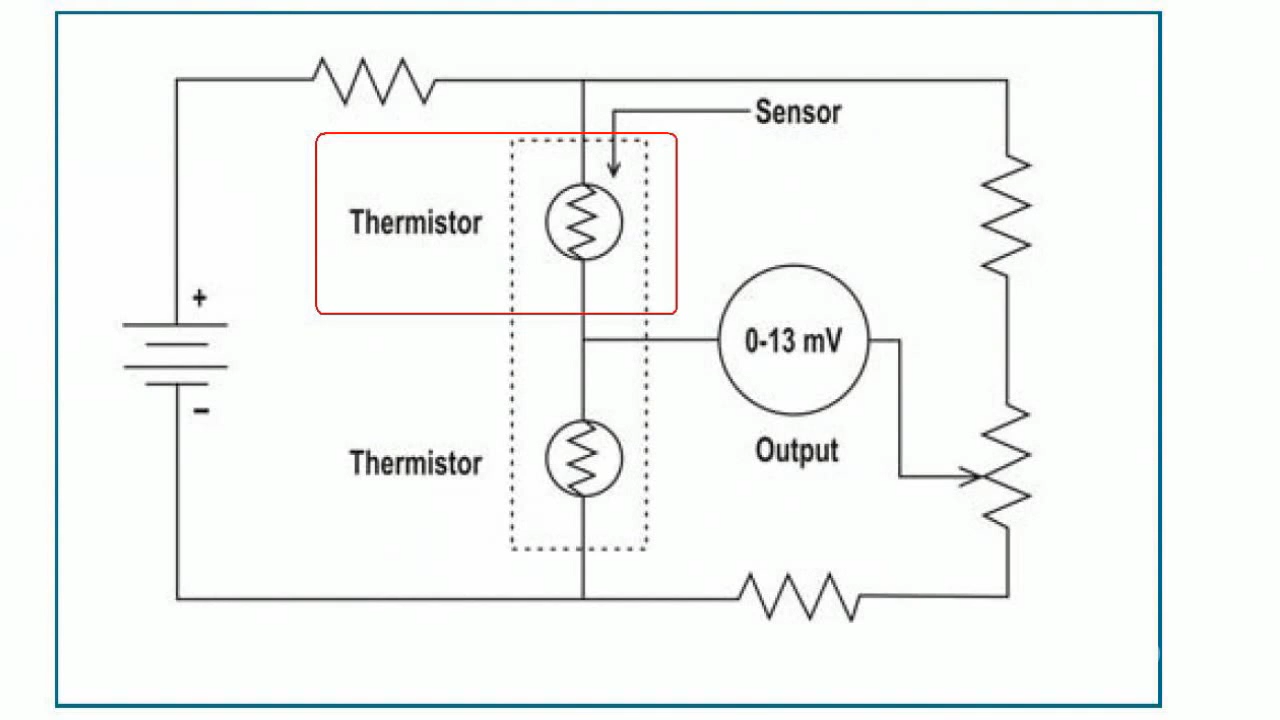 Sensor
Thermistor
+
0-13 mV
–
Output
Thermistor